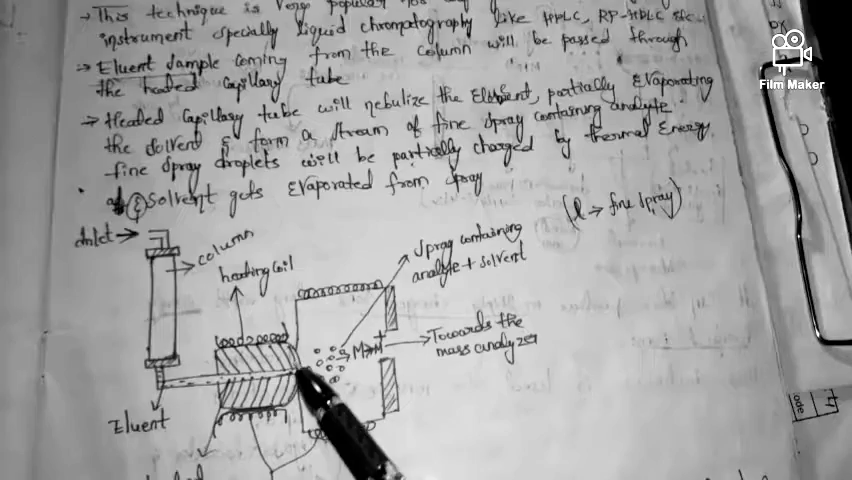 → This technique is Very popular
instrument specially liquid chromatography like HPLC, RP-HPLC etc.
→ Eluent sample coming from the column will be passed through
the heated capillary tube
→ Heated capillary tube will nebulize the Eluent, partially Evaporating
the solvent & form a stream of fine spray containing analyte.
fine spray droplets will be partially charged by thermal Energy
& solvent gets Evaporated from spray
(l → fine spray)
Inlet →
column
heating coil
Spray containing
analyte + solvent
M→M+
Towards the
mass analyzer
Eluent
Film Maker